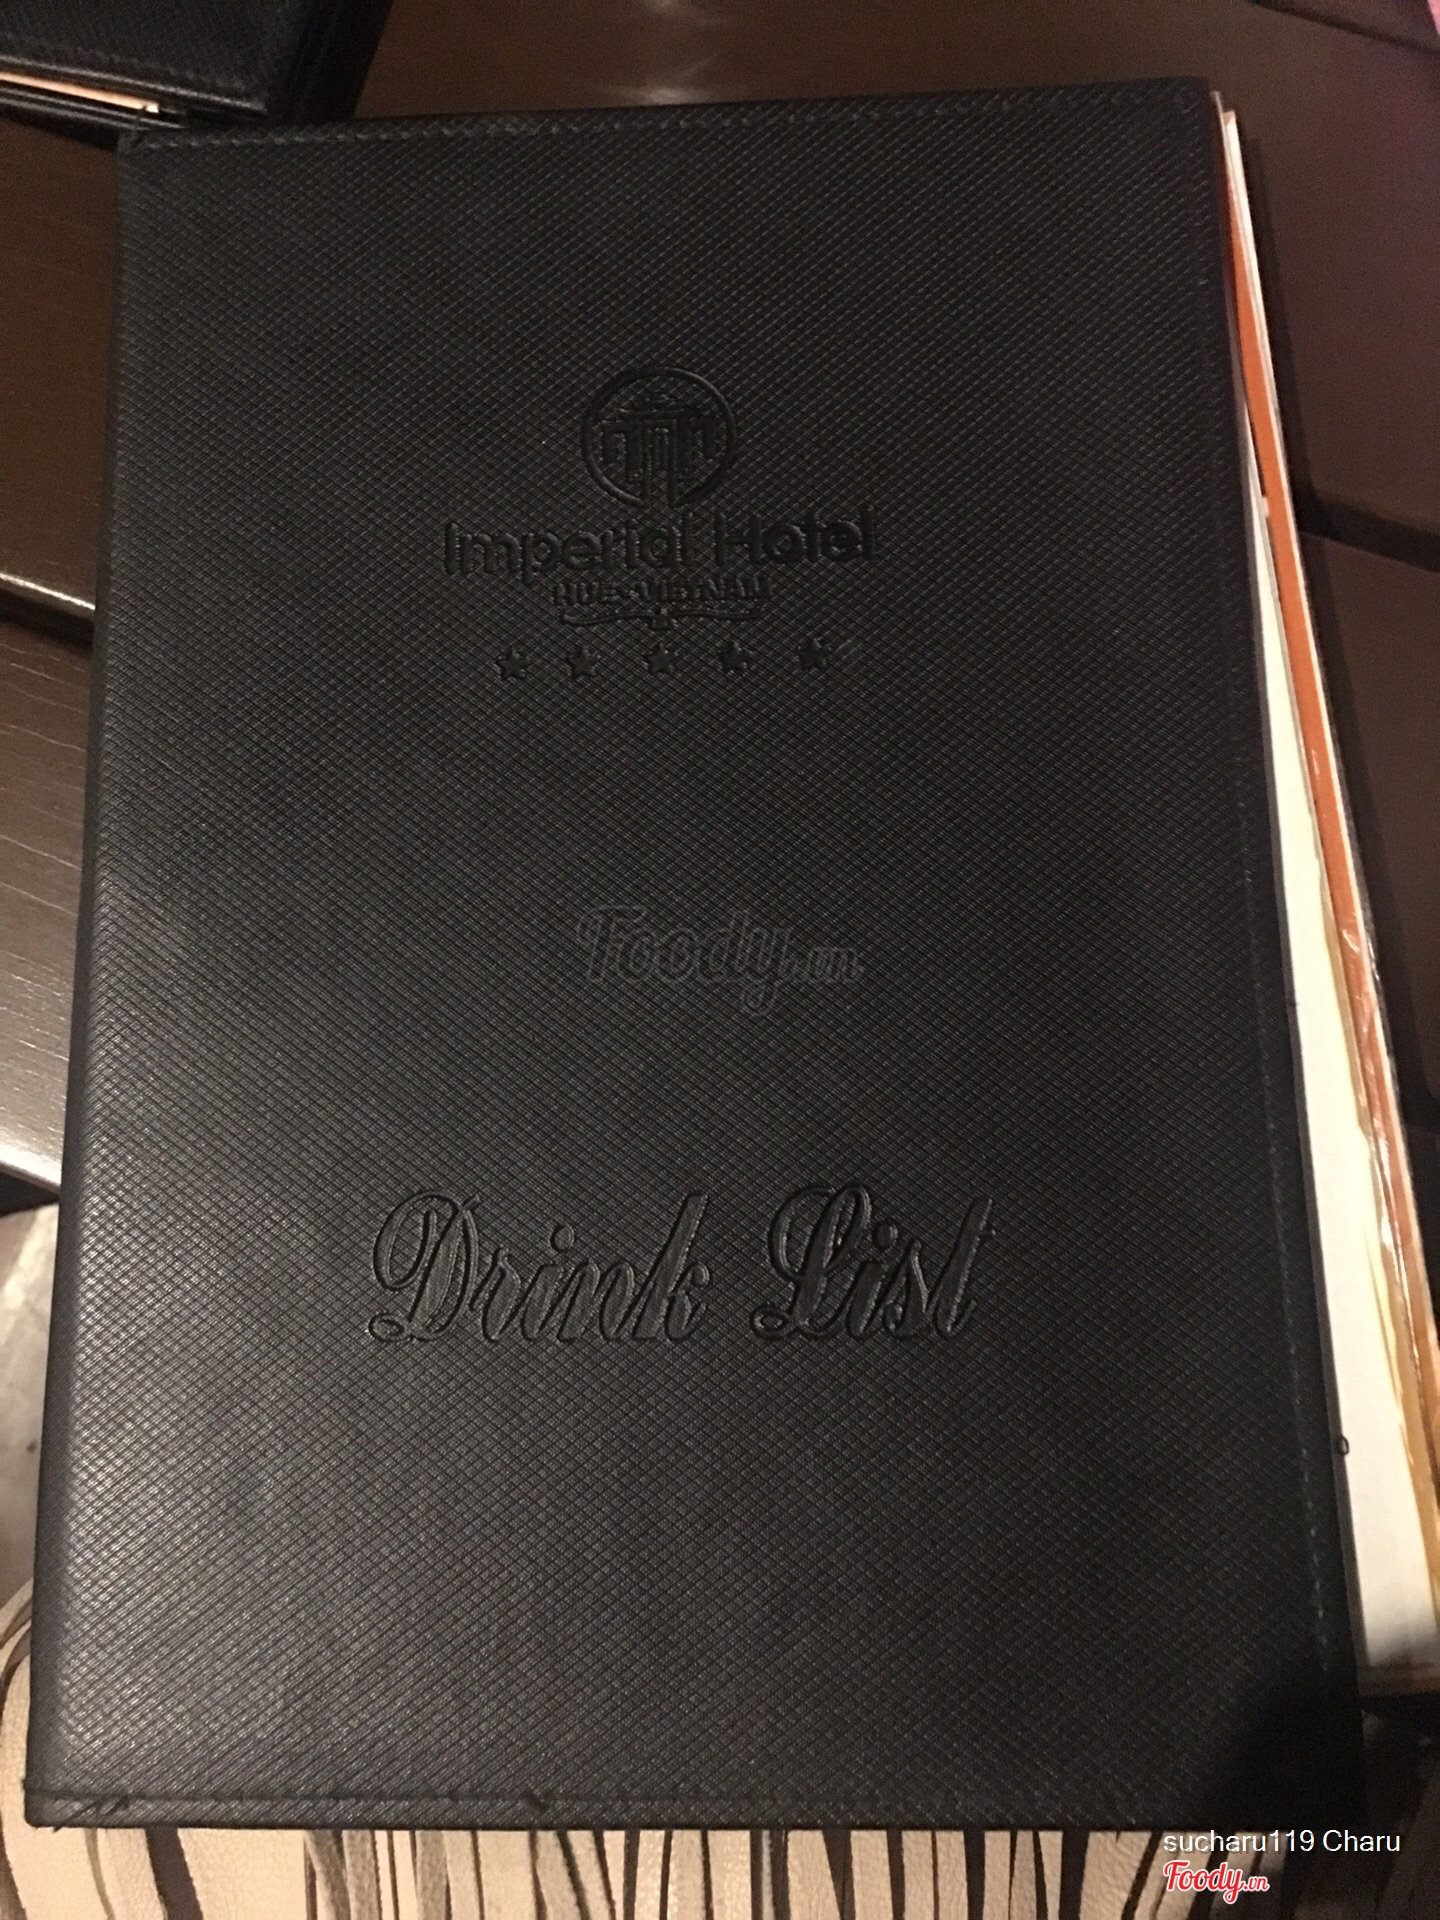 Imperial Hotel
HUE - VIETNAM
Foody.vn
Drink List
sucharu119 Charu
Foody.vn